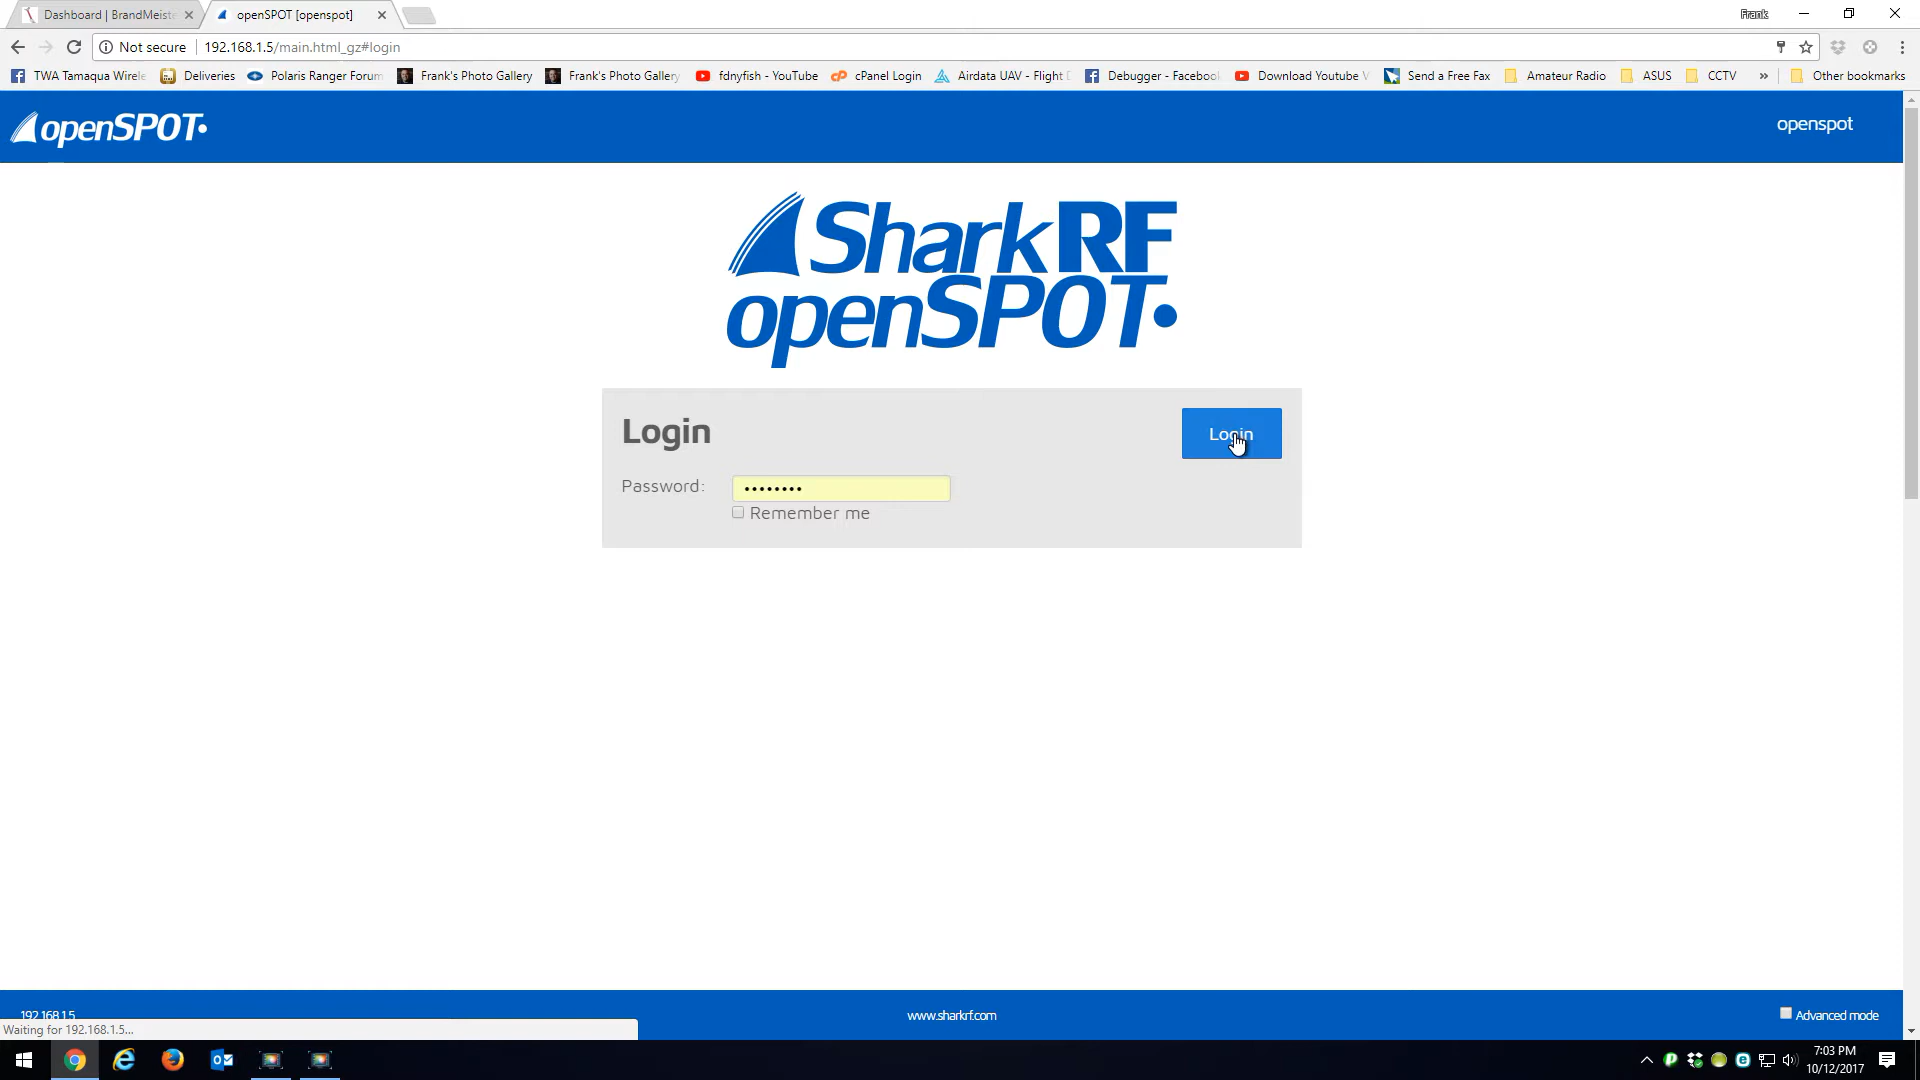 Dashboard | BrandMeiste
openSPOT [openspot]
Frank
Not secure
192.168.1.5/main.html_gz#login
TWA Tamaqua Wirele
Deliveries
Polaris Ranger Forum
Frank's Photo Gallery
Frank's Photo Gallery
fdnyfish - YouTube
cPanel Login
Airdata UAV - Flight D
Debugger - Facebook
Download Youtube V
Send a Free Fax
Amateur Radio
ASUS
CCTV
»
Other bookmarks
openSPOT
openspot
SharkRF
openSPOT
Login
Login
Password:
••••••••
Remember me
192.168.1.5
www.sharkrf.com
Advanced mode
Waiting for 192.168.1.5...
7:03 PM
10/12/2017